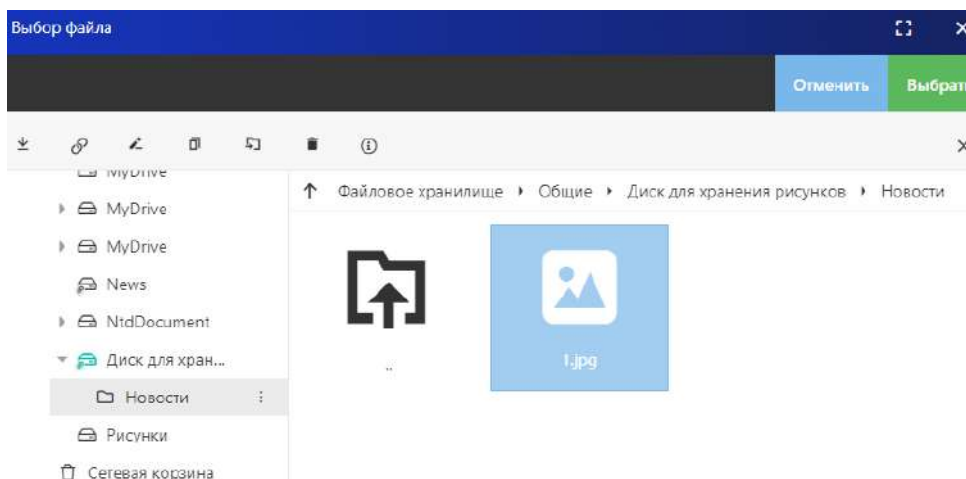 Выбор файла
Отменить
Выбрать
MyDrive
Файловое хранилище
Общие
Диск для хранения рисунков
Новости
MyDrive
MyDrive
News
NtdDocument
Диск для хран...
Новости
Рисунки
Сетевая корзина
..
1.jpg